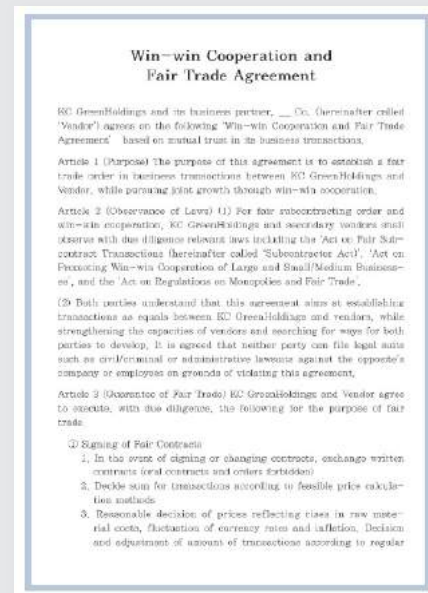 Win-win Cooperation and
Fair Trade Agreement
KC GreenHoldings and its business partner, __ Co. (hereinafter called
'Vendor') agrees on the following 'Win-win Cooperation and Fair Trade
Agreement' based on mutual trust in its business transactions.
Article 1 (Purpose) The purpose of this agreement is to establish a fair
trade order in business transactions between KC GreenHoldings and
Vendor, while pursuing joint growth through win-win cooperation.
Article 2 (Observance of Laws) (1) For fair subcontracting order and
win-win cooperation, KC GreenHoldings and secondary vendors shall
observe with due diligence relevant laws including the 'Act on Fair Sub-
contract Transactions (hereinafter called 'Subcontractor Act)', 'Act on
Promoting Win-win Cooperation of Large and Small/Medium Business-
es', and the 'Act on Regulations on Monopolies and Fair Trade'.
(2) Both parties understand that this agreement aims at establishing
transactions as equals between KC GreenHoldings and vendors, while
strengthening the capacities of vendors and searching for ways for both
parties to develop. It is agreed that neither party can file legal suits
such as civil/criminal or administrative lawsuits against the opposite's
company or employees on grounds of violating this agreement.
Article 3 (Guarantee of Fair Trade) KC GreenHoldings and Vendor agree
to execute, with due diligence, the following for the purpose of fair
trade.
① Signing of Fair Contracts
1. In the event of signing or changing contracts, exchange written
contracts (oral contracts and orders forbidden)
2. Decide sum for transactions according to feasible price calcula-
tion methods
3. Reasonable decision of prices reflecting rises in raw mate-
rial costs, fluctuation of currency rates and inflation, Decision
and adjustment of amount of transactions according to regular